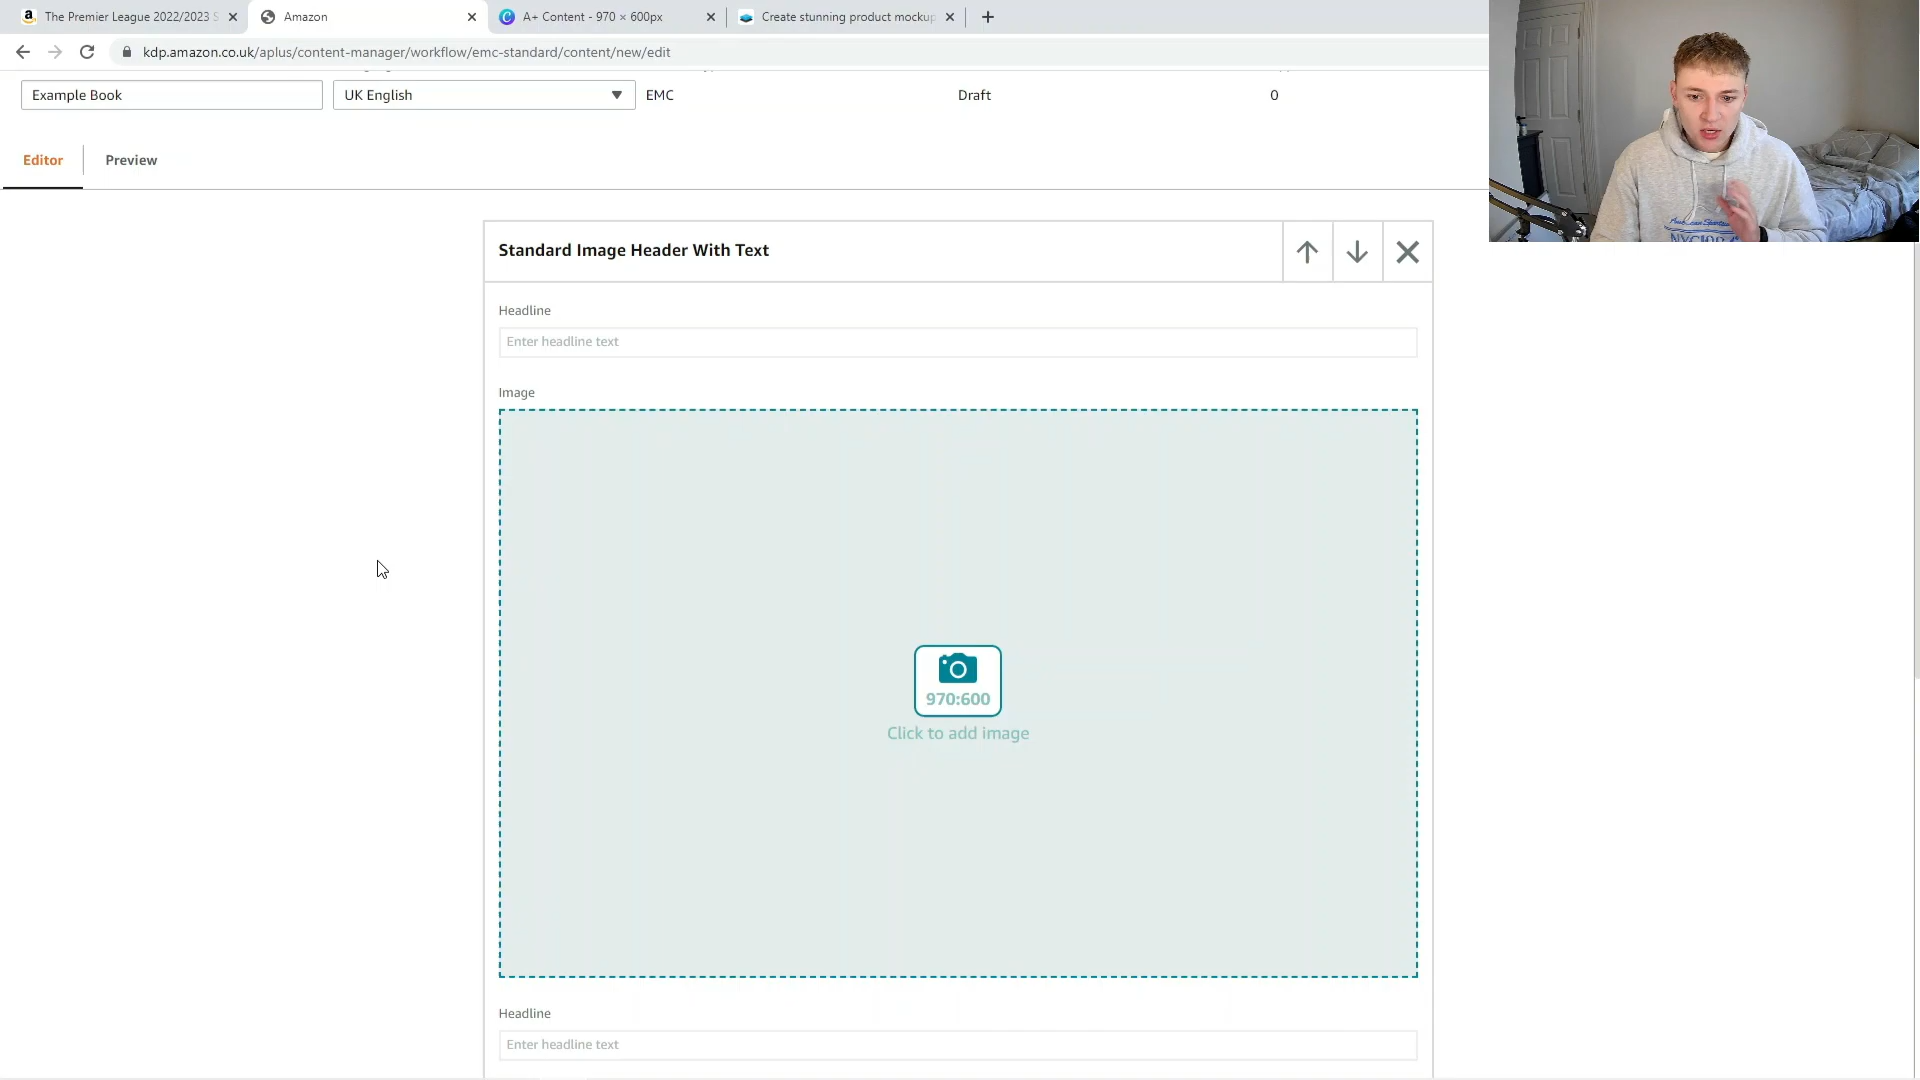 The Premier League 2022/2023 S
Amazon
A+ Content - 970 × 600px
Create stunning product mockup
kdp.amazon.co.uk/aplus/content-manager/workflow/emc-standard/content/new/edit
Example Book
UK English
EMC
Draft
0
Editor
Preview
Standard Image Header With Text
Headline
Enter headline text
Image
970:600
Click to add image
Headline
Enter headline text